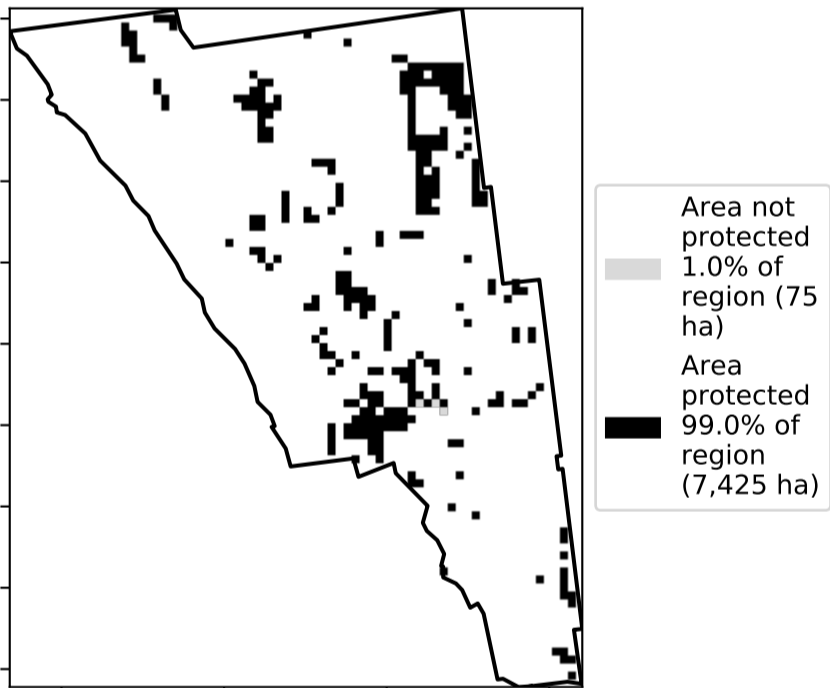 Area not
protected
1.0% of
region (75
ha)
Area
protected
99.0% of
region
(7,425 ha)